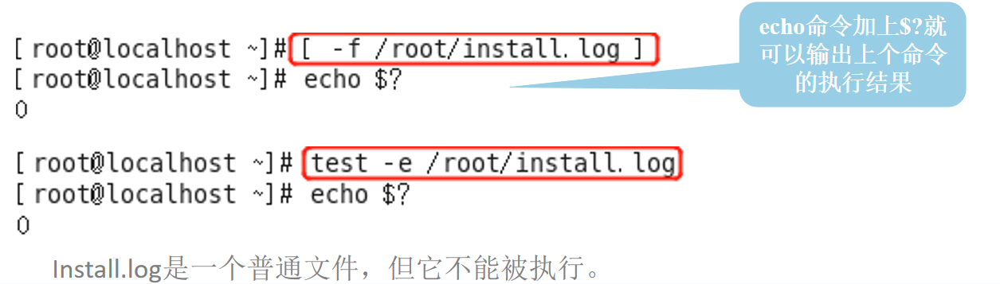 [ root@localhost ~]# [ -f /root/install.log ]
[ root@localhost ~]# echo $?
0
echo命令加上$?就
可以输出上个命令
的执行结果
[ root@localhost ~]# test -e /root/install.log
[ root@localhost ~]# echo $?
0
Install.log是一个普通文件，但它不能被执行。